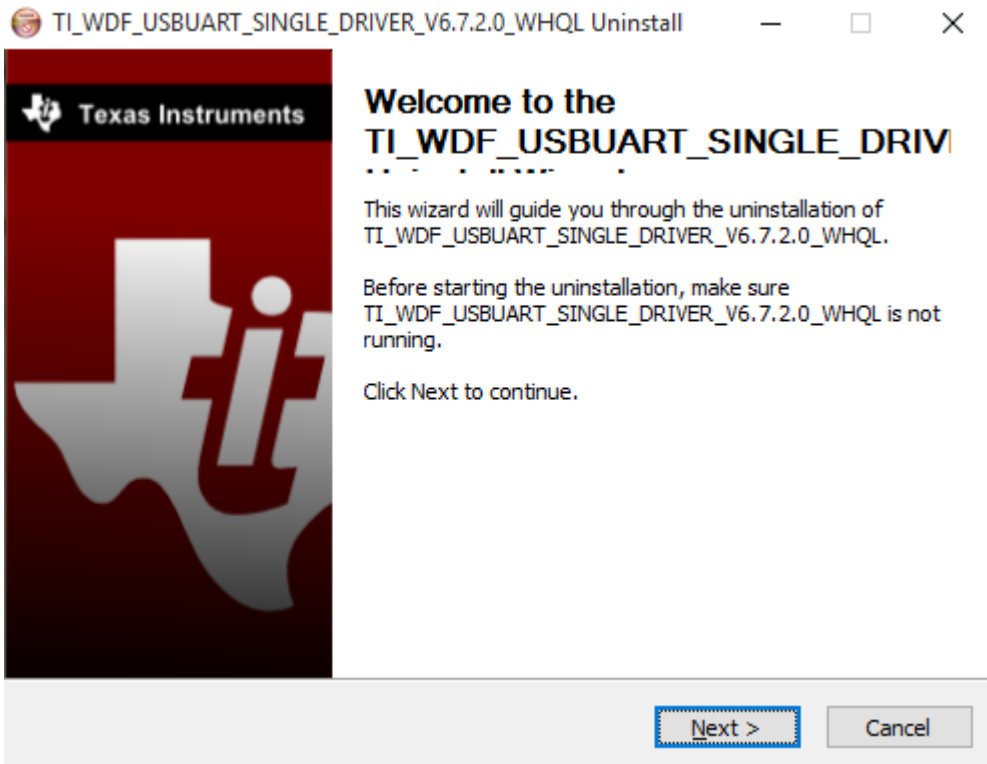 TI_WDF_USBUART_SINGLE_DRIVER_V6.7.2.0_WHQL Uninstall
Texas Instruments
Welcome to the
TI_WDF_USBUART_SINGLE_DRIV
This wizard will guide you through the uninstallation of
TI_WDF_USBUART_SINGLE_DRIVER_V6.7.2.0_WHQL.
Before starting the uninstallation, make sure
TI_WDF_USBUART_SINGLE_DRIVER_V6.7.2.0_WHQL is not
running.
Click Next to continue.
Next >
Cancel